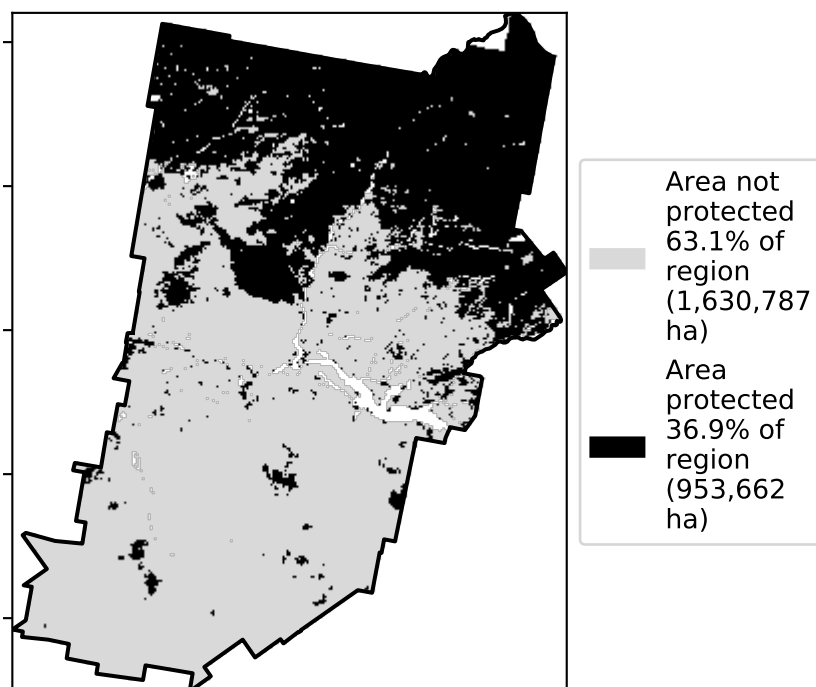 Area not
protected
63.1% of
region
(1,630,787
ha)
Area
protected
36.9% of
region
(953,662
ha)